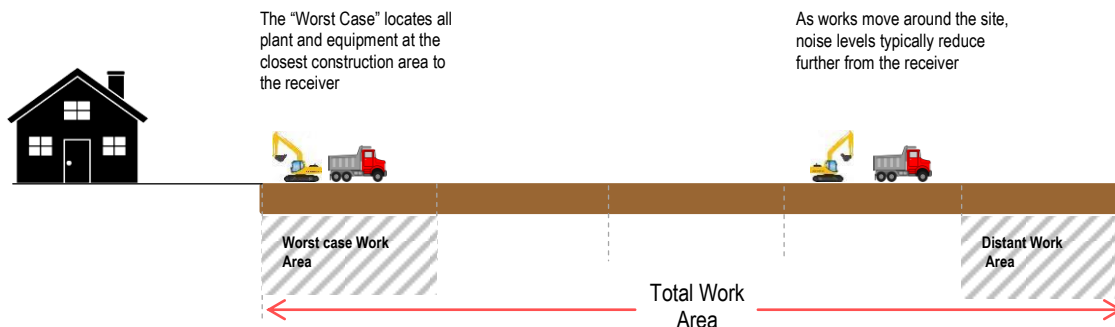 The “Worst Case” locates all
plant and equipment at the
closest construction area to
the receiver
As works move around the site,
noise levels typically reduce
further from the receiver
Worst case Work
Area
Distant Work
Area
Total Work
Area